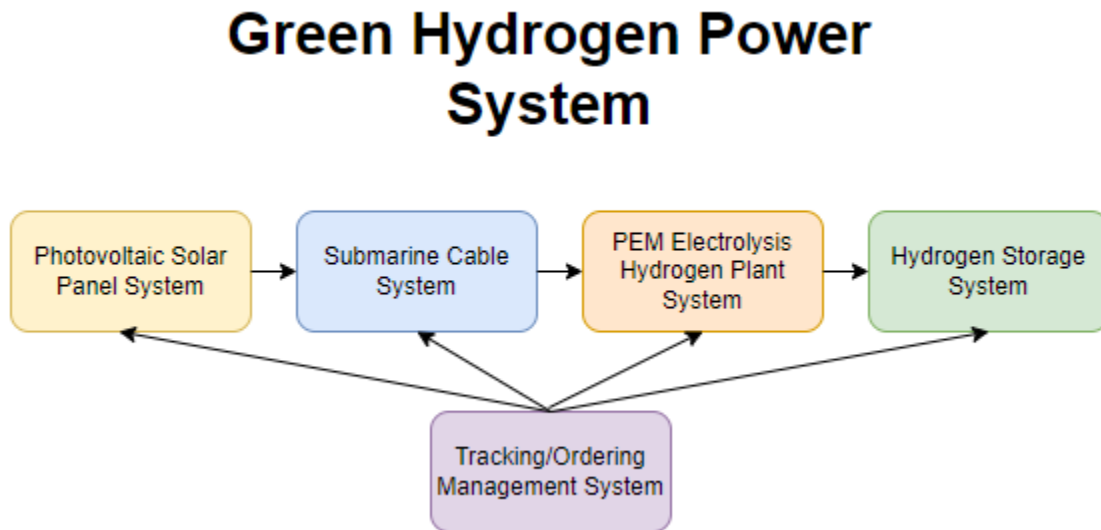 Green Hydrogen Power
System
Photovoltaic Solar
Panel System
Submarine Cable
System
PEM Electrolysis
Hydrogen Plant
System
Hydrogen Storage
System
Tracking/Ordering
Management System